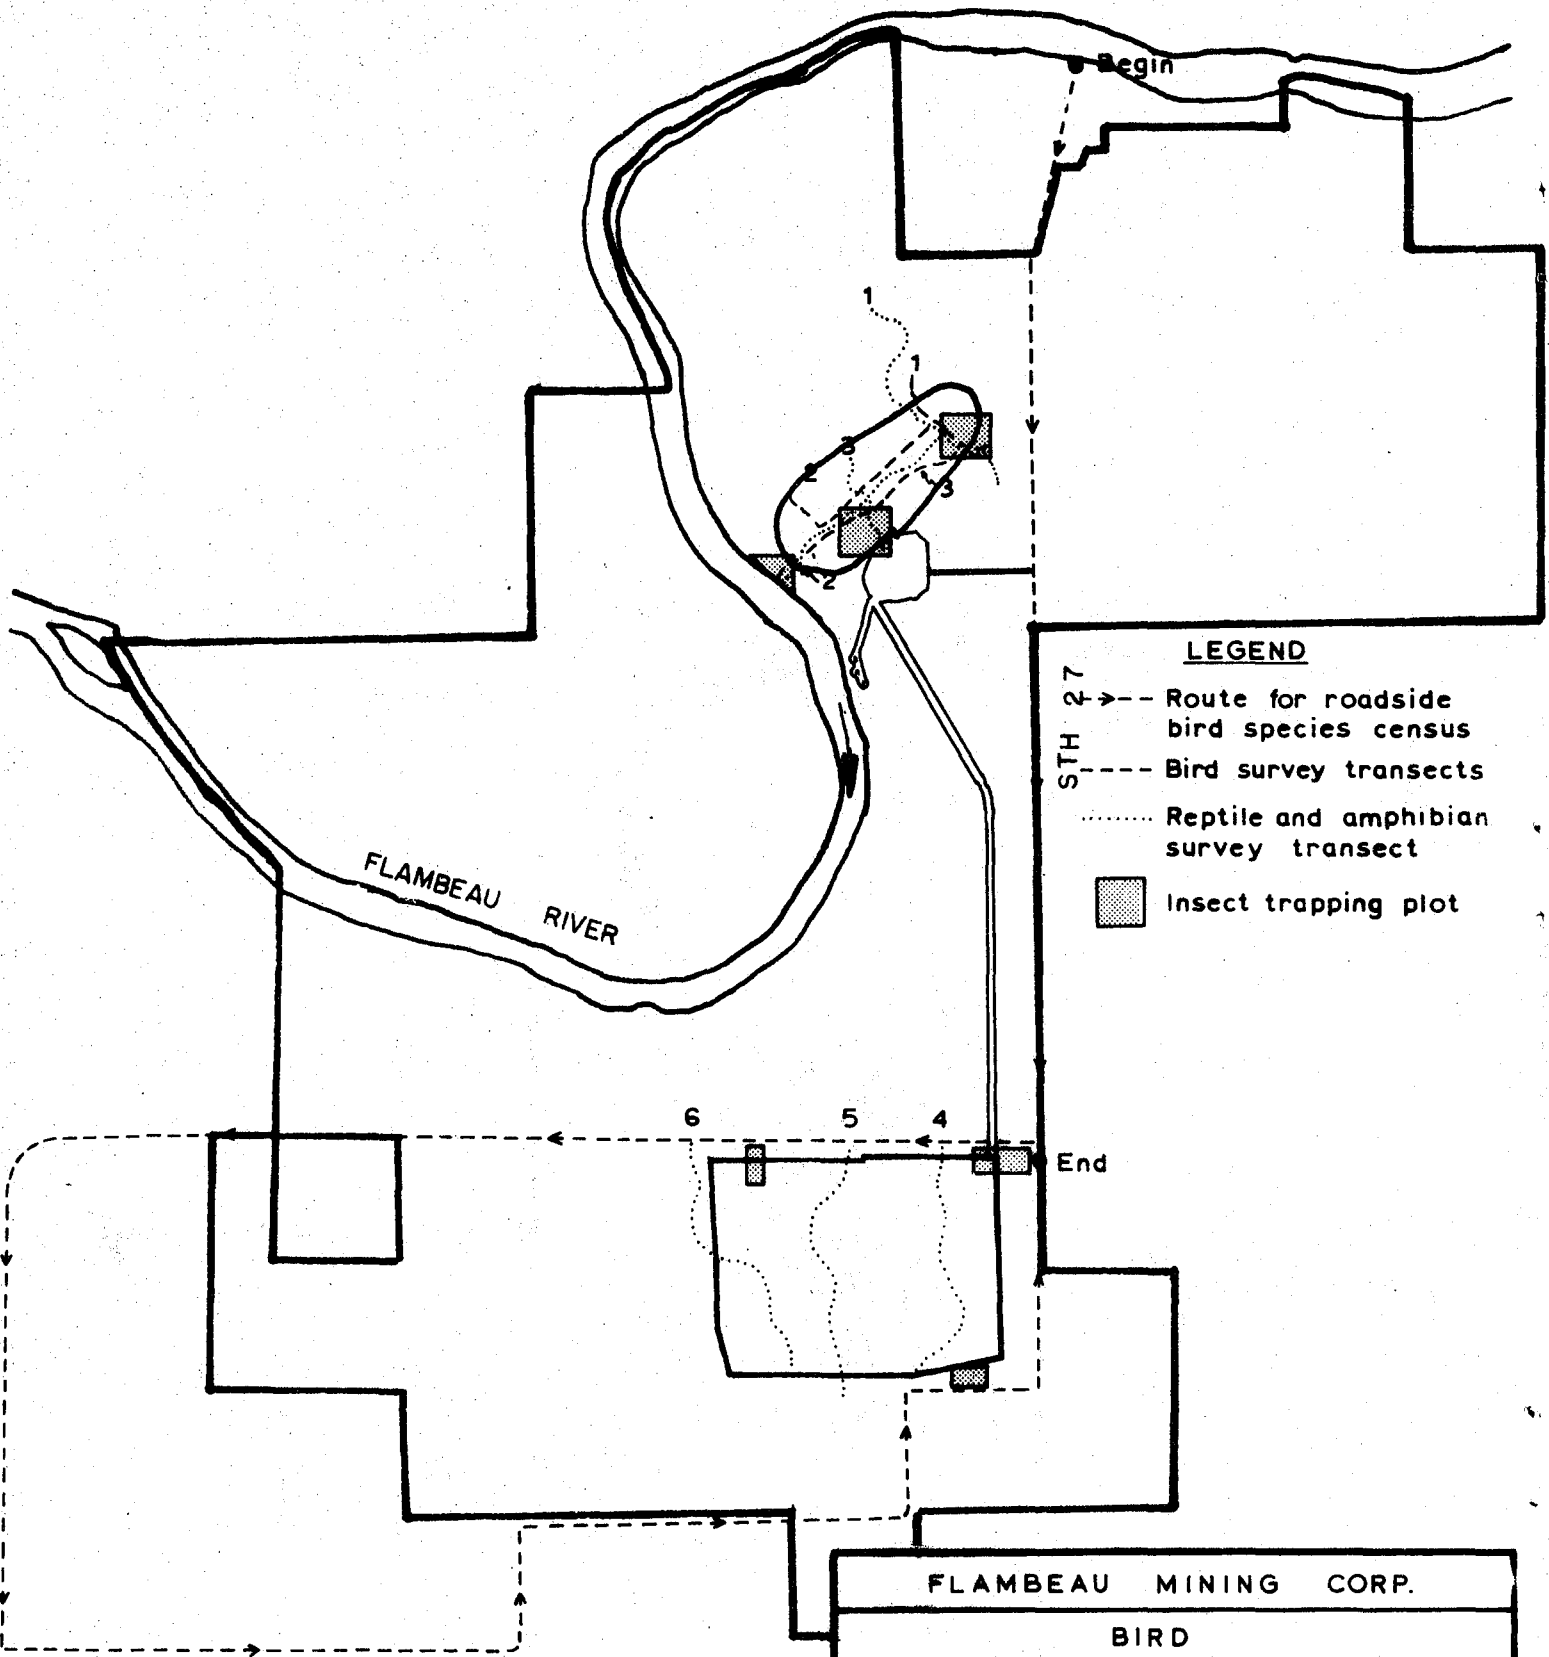 Begin
1
1
3
2
3
2
LEGEND
STH 27
Route for roadside
bird species census
Bird survey transects
Reptile and amphibian
survey transect
Insect trapping plot
FLAMBEAU RIVER
6
5
4
End
FLAMBEAU MINING CORP.
BIRD